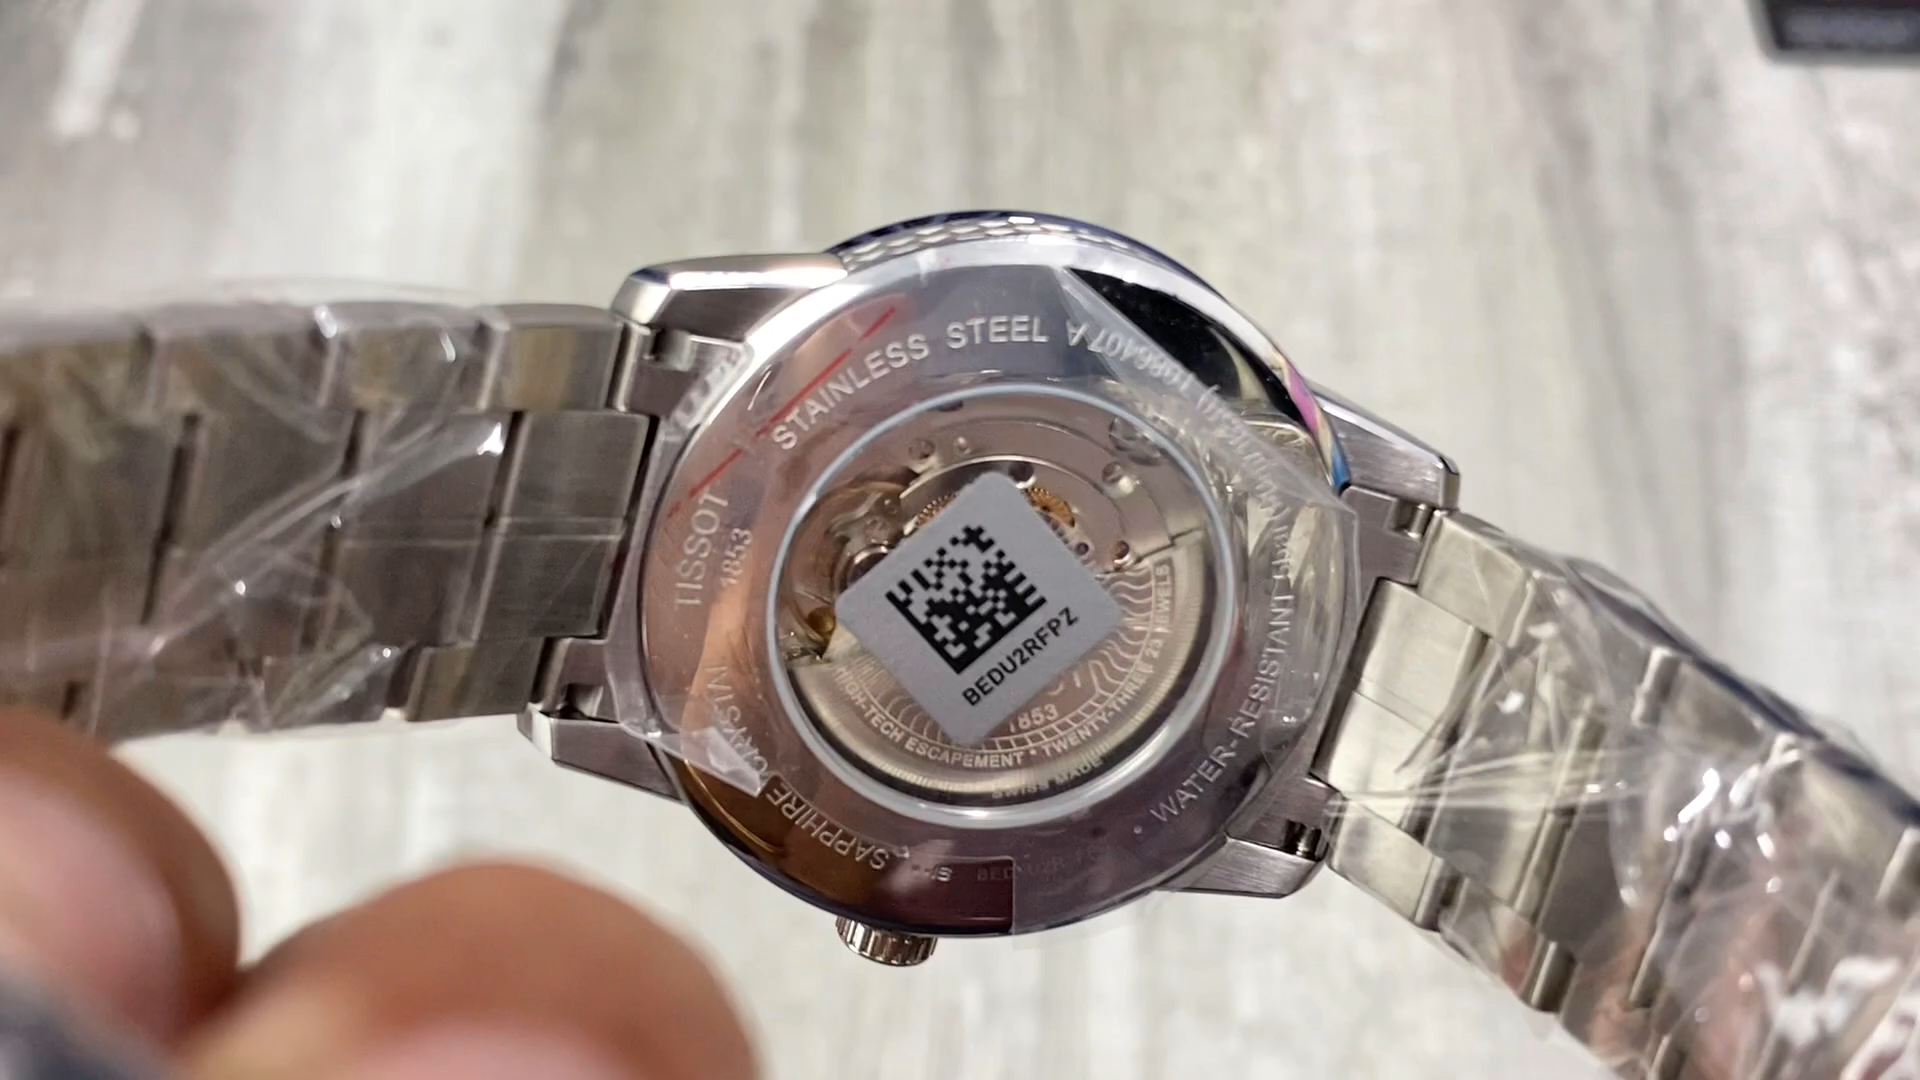 STAINLESS STEEL
TISSOT
1853
SAPPHIRE CRYSTAL
WATER-RESISTANT
BEDU2RFPZ
1853
HIGH-TECH ESCAPEMENT * TWENTY-THREE 23 JEWELS
SWISS MADE